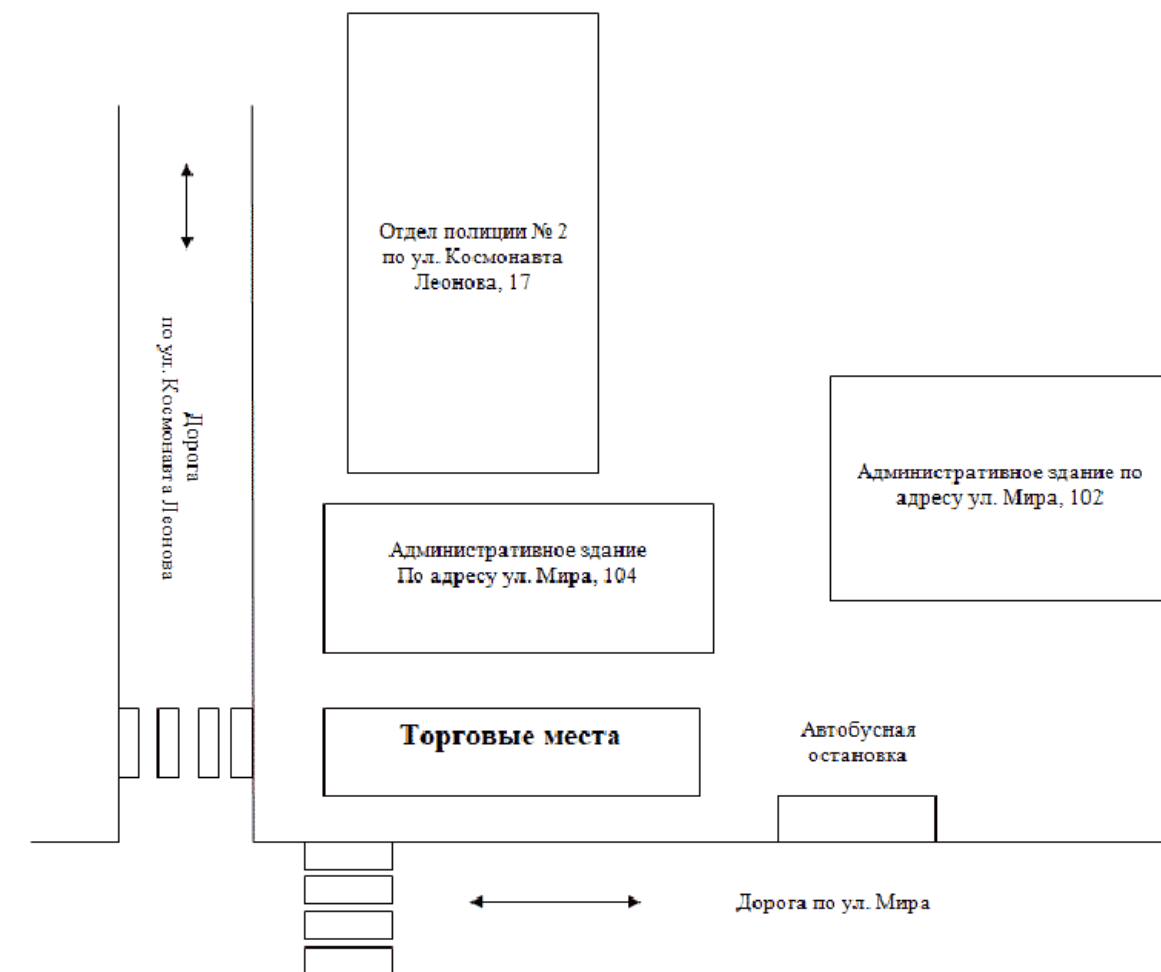 Отдел полиции № 2
по ул. Космонавта
Леонова, 17
Дорога
по ул. Космонавта Леонова
Административное здание по
адресу ул. Мира, 102
Административное здание
По адресу ул. Мира, 104
Торговые места
Автобусная
остановка
Дорога по ул. Мира